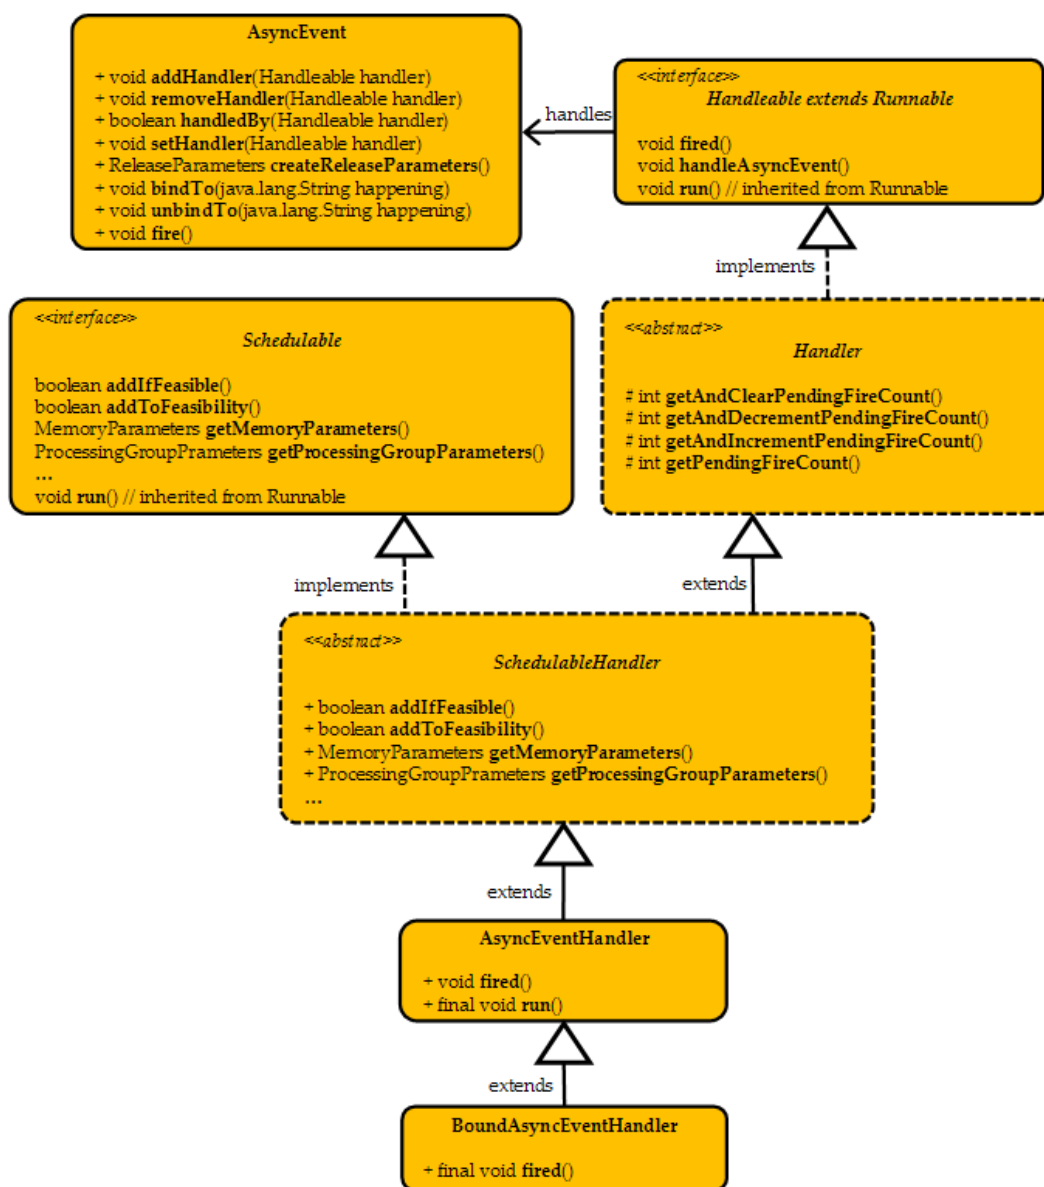 AsyncEvent
+ void addHandler(Handleable handler)
+ void removeHandler(Handleable handler)
+ boolean handledBy(Handleable handler)
+ void setHandler(Handleable handler)
+ ReleaseParameters createReleaseParameters()
+ void bindTo(java.lang.String happening)
+ void unbindTo(java.lang.String happening)
+ void fire()
handles
<<interface>>
Handleable extends Runnable
void fired()
void handleAsyncEvent()
void run() // inherited from Runnable
implements
<<interface>>
Schedulable
boolean addIfFeasible()
boolean addToFeasibility()
MemoryParameters getMemoryParameters()
ProcessingGroupPrameters getProcessingGroupParameters()
...
void run() // inherited from Runnable
<<abstract>>
Handler
# int getAndClearPendingFireCount()
# int getAndDecrementPendingFireCount()
# int getAndIncrementPendingFireCount()
# int getPendingFireCount()
implements
extends
<<abstract>>
SchedulableHandler
+ boolean addIfFeasible()
+ boolean addToFeasibility()
+ MemoryParameters getMemoryParameters()
+ ProcessingGroupPrameters getProcessingGroupParameters()
...
extends
AsyncEventHandler
+ void fired()
+ final void run()
extends
BoundAsyncEventHandler
+ final void fired()